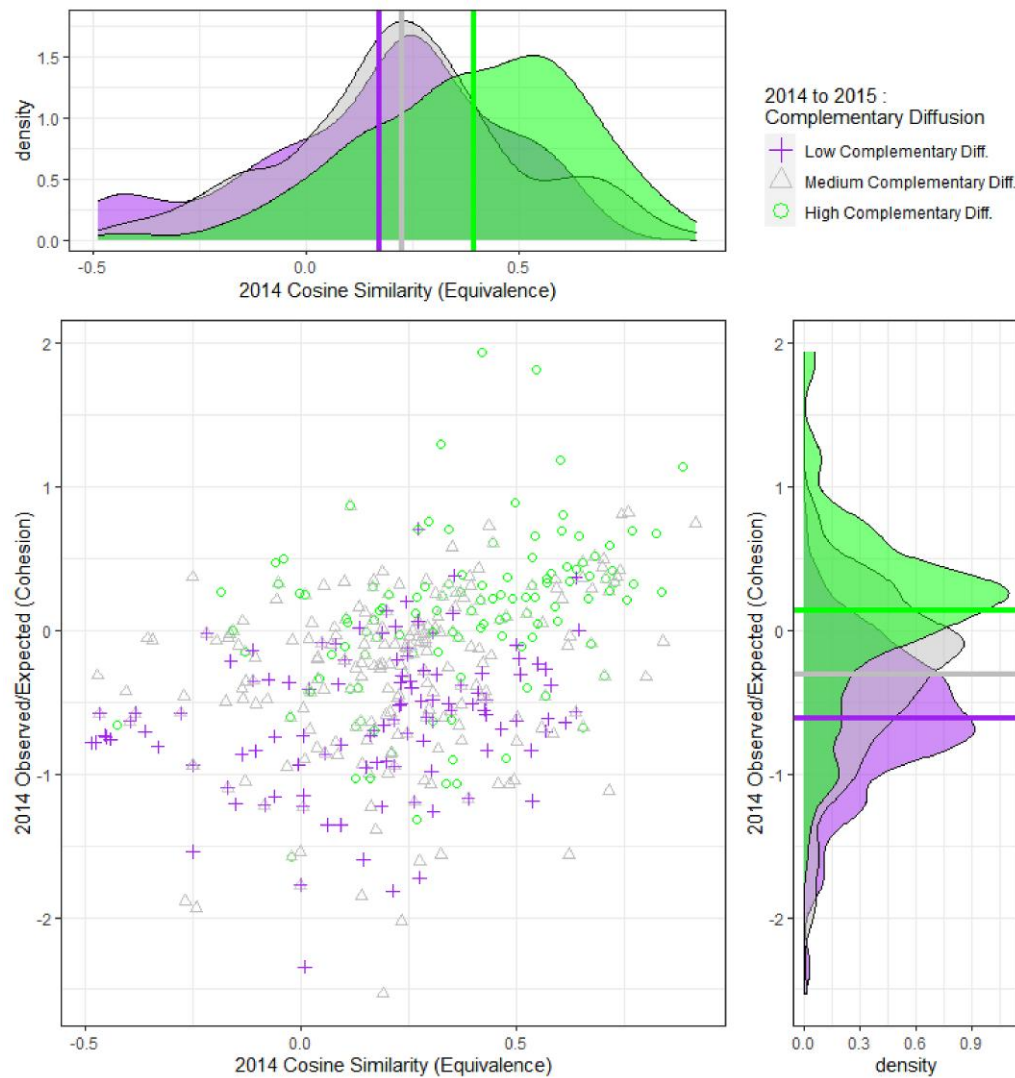 density
1.5
1.0
0.5
0.0
-0.5
0.0
0.5
2014 Cosine Similarity (Equivalence)
2014 to 2015 :
Complementary Diffusion
Low Complementary Diff.
Medium Complementary Diff.
High Complementary Diff.
2014 Observed/Expected (Cohesion)
2
1
0
-1
-2
-0.5
0.0
0.5
2014 Cosine Similarity (Equivalence)
2014 Observed/Expected (Cohesion)
2
1
0
-1
-2
0.0
0.3
0.6
0.9
density